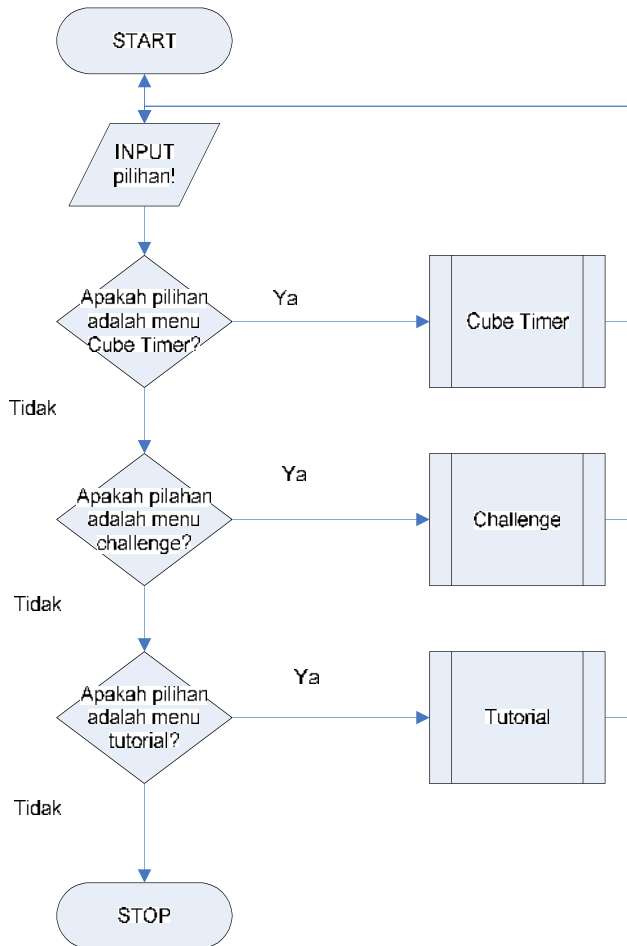 START
INPUT
pilihan!
Apakah pilihan
adalah menu
Cube Timer?
Ya
Cube Timer
Tidak
Apakah pilahan
adalah menu
challenge?
Ya
Challenge
Tidak
Apakah pilihan
adalah menu
tutorial?
Ya
Tutorial
Tidak
STOP